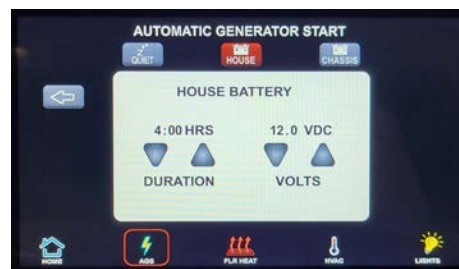 AUTOMATIC GENERATOR START
QUIET HOUSE CHASSIS
HOUSE BATTERY
4:00 HRS 12.0 VDC
DURATION VOLTS
HOME AGS FLR HEAT HVAC LIGHTS